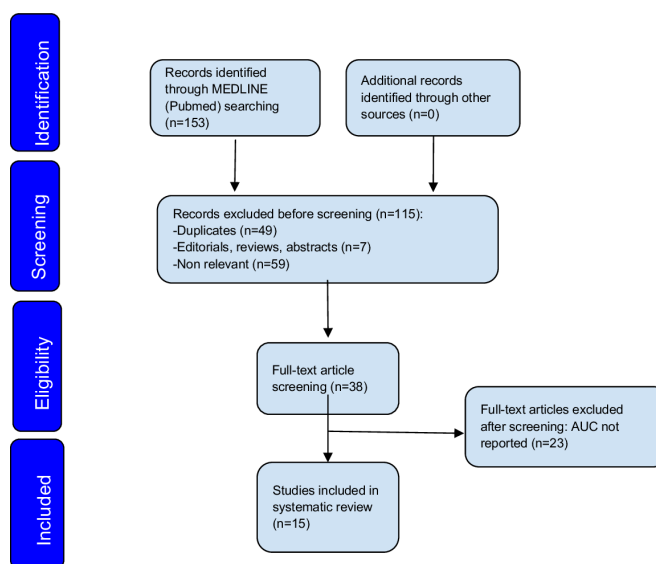 Identification
Records identified
through MEDLINE
(Pubmed) searching
(n=153)
Additional records
identified through other
sources (n=0)
Screening
Records excluded before screening (n=115):
-Duplicates (n=49)
-Editorials, reviews, abstracts (n=7)
-Non relevant (n=59)
Eligibility
Full-text article
screening (n=38)
Full-text articles excluded
after screening: AUC not
reported (n=23)
Included
Studies included in
systematic review
(n=15)